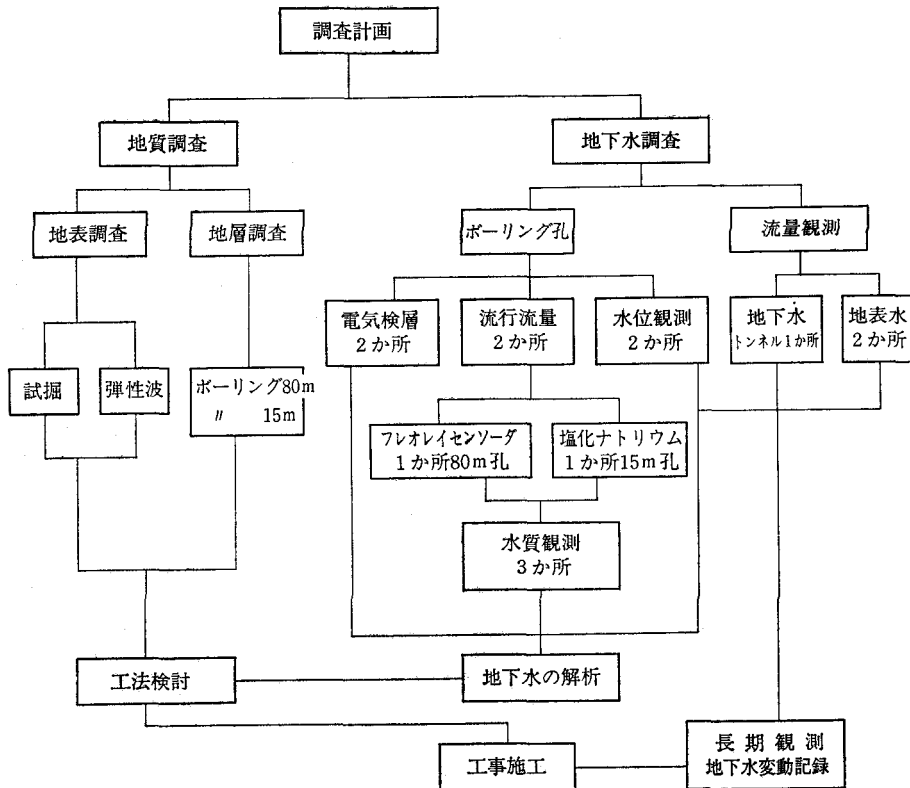 調査計画
地質調査
地下水調査
地表調査
地層調査
ボーリング孔
流量観測
電気検層
2か所
流行流量
2か所
水位観測
2か所
地下水
トンネル1か所
地表水
2か所
試掘
弾性波
ボーリング80m
〃 15m
フレオレイセンソーダ
1か所80m孔
塩化ナトリウム
1か所15m孔
水質観測
3か所
工法検討
地下水の解析
工事施工
長期観測
地下水変動記録